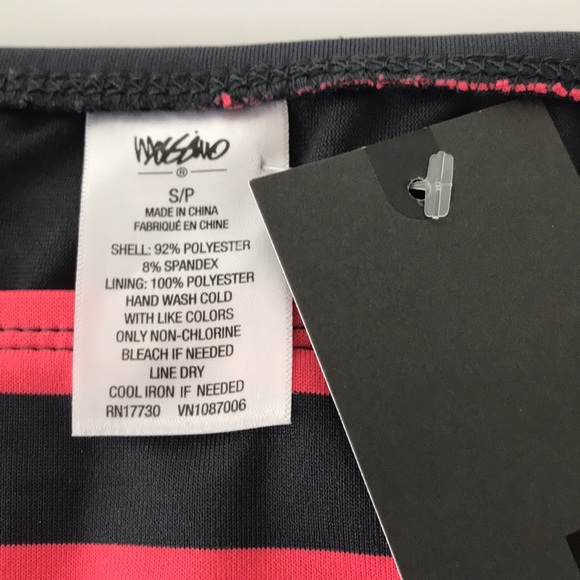 Mossimo
®
S/P
MADE IN CHINA
FABRIQUÉ EN CHINE
SHELL: 92% POLYESTER
8% SPANDEX
LINING: 100% POLYESTER
HAND WASH COLD
WITH LIKE COLORS
ONLY NON-CHLORINE
BLEACH IF NEEDED
LINE DRY
COOL IRON IF NEEDED
RN17730 VN1087006